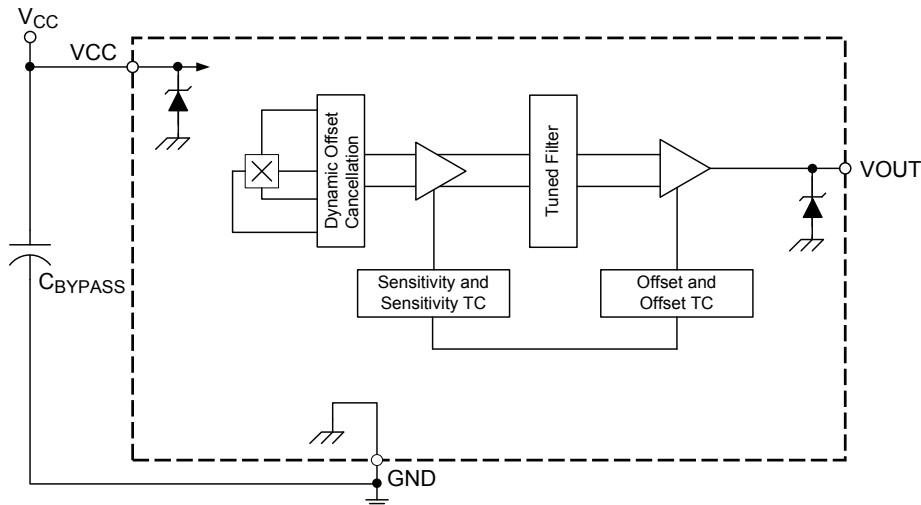 VCC
VCC
Dynamic Offset
Cancellation
Tuned Filter
VOUT
CBYPASS
Sensitivity and
Sensitivity TC
Offset and
Offset TC
GND